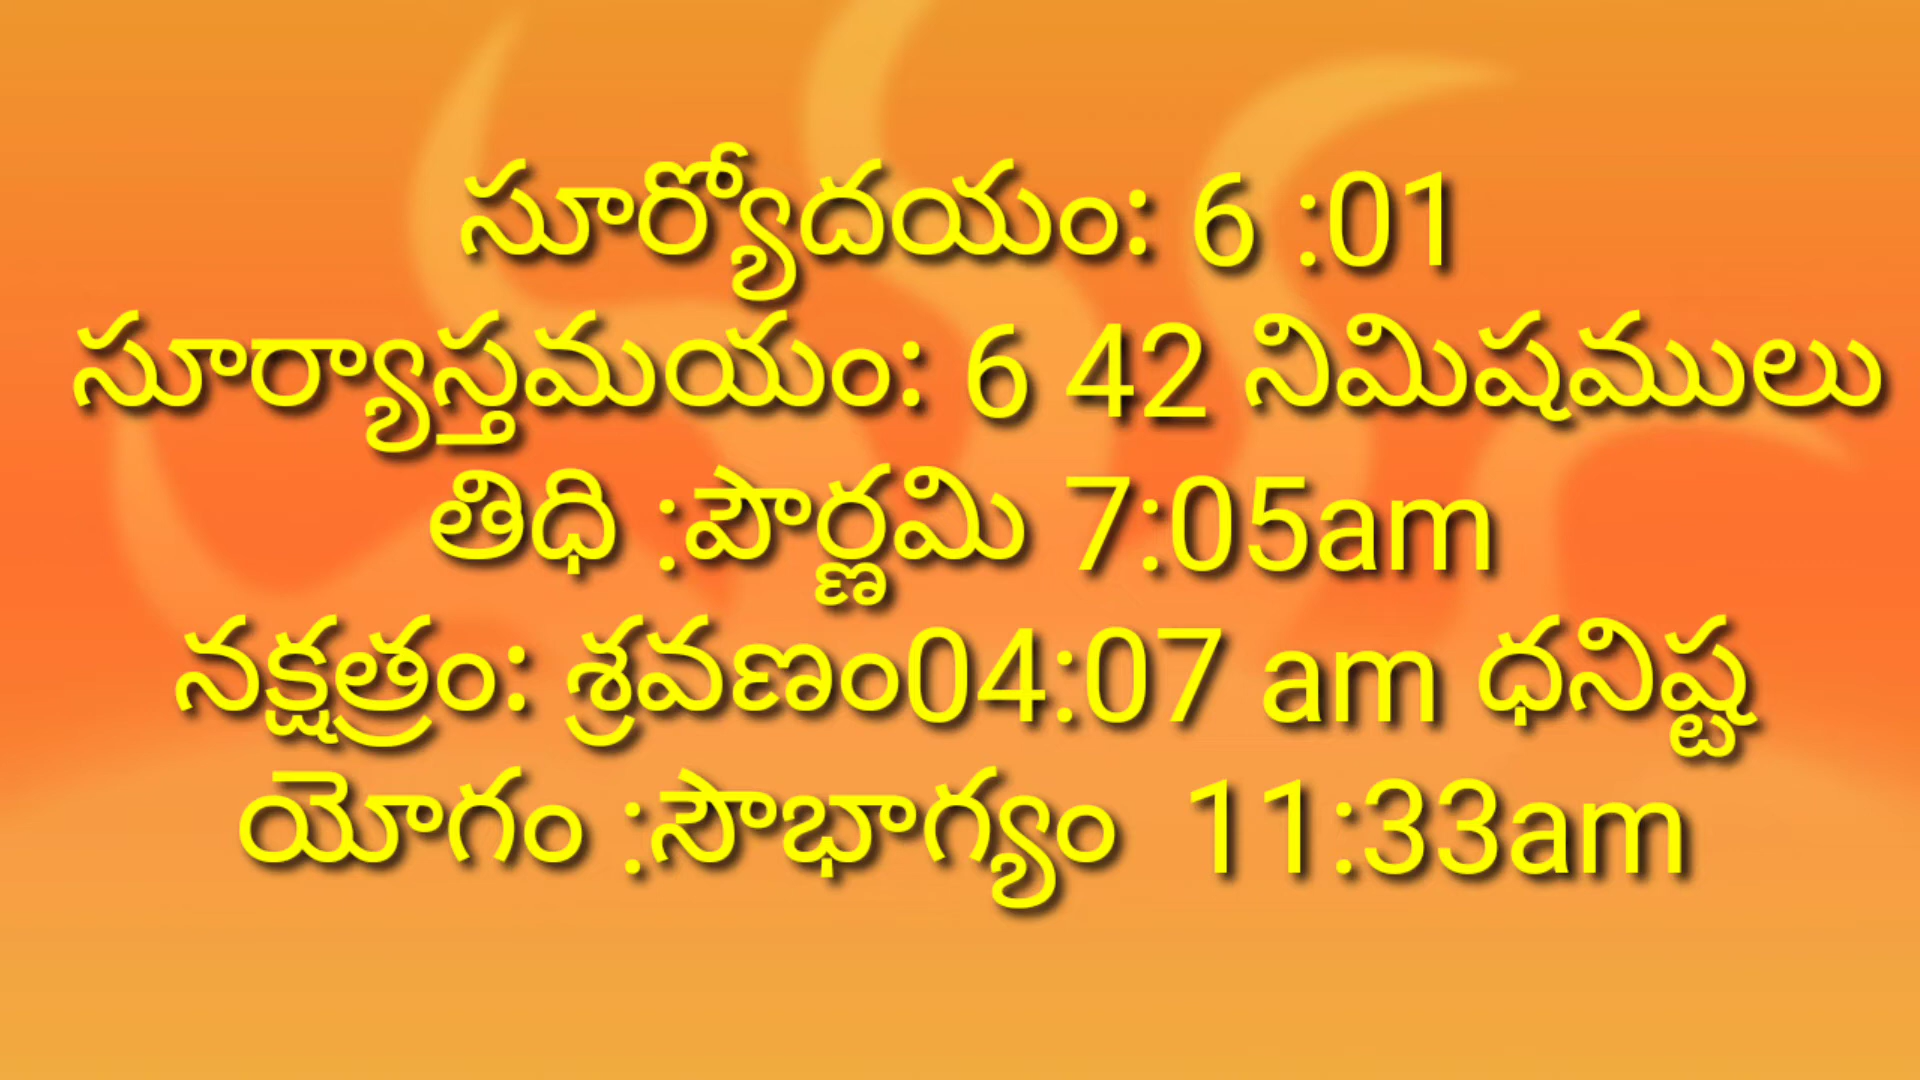 సూర్యోదయం: 6 :01
సూర్యాస్తమయం: 6 42 నిమిషములు
తిధి :పౌర్ణమి 7:05am
నక్షత్రం: శ్రవణం04:07 am ధనిష్ట
యోగం :సౌభాగ్యం 11:33am